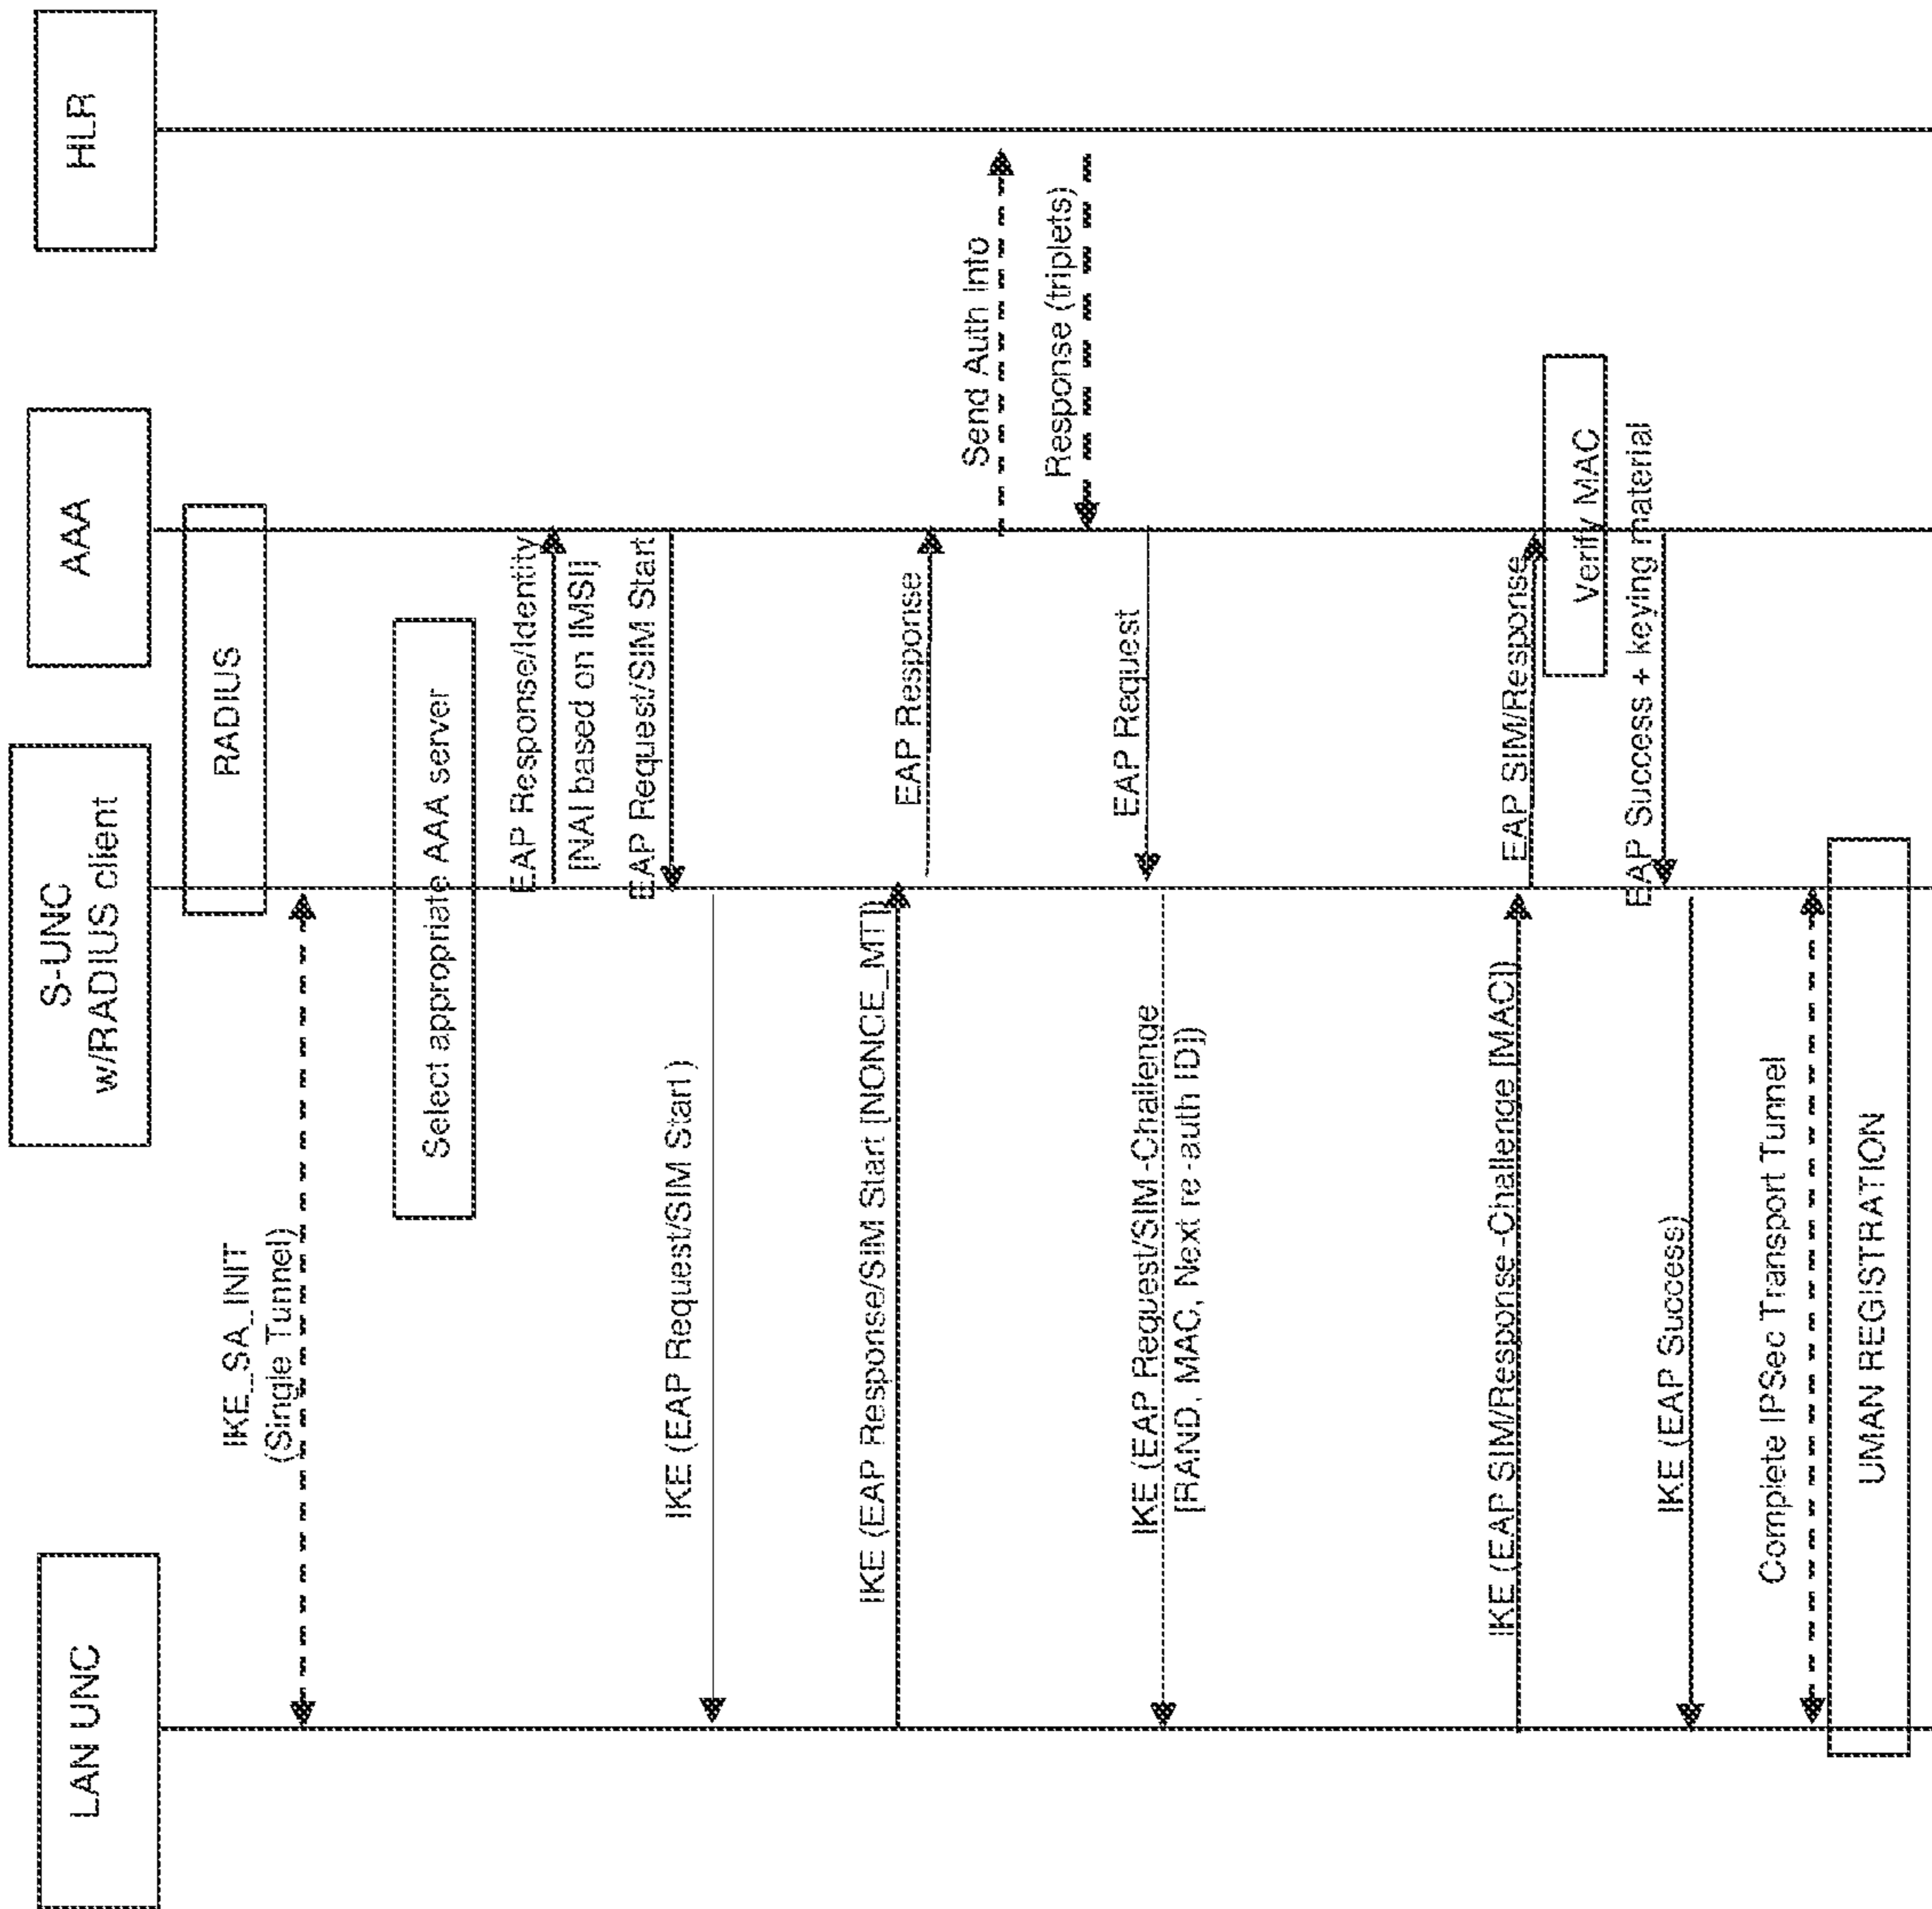 LAN UNC
S-UNC
w/RADIUS client
AAA
HLR
RADIUS
IKE_SA_INIT
(Single Tunnel)
Select appropriate AAA server
EAP Response/Identity
[NAI based on IMSI]
EAP Request/SIM Start
IKE (EAP Request/SIM Start )
IKE (EAP Response/SIM Start [NONCE_MT])
EAP Response
Send Auth Into
Response (triplets)
EAP Request
IKE (EAP Request/SIM -Challenge
[RAND, MAC, Next re -auth ID])
IKE (EAP SIM/Response -Challenge [MAC])
EAP SIM/Response
Verify MAC
EAP Success + keying material
IKE (EAP Success)
Complete IPSec Transport Tunnel
UMAN REGISTRATION